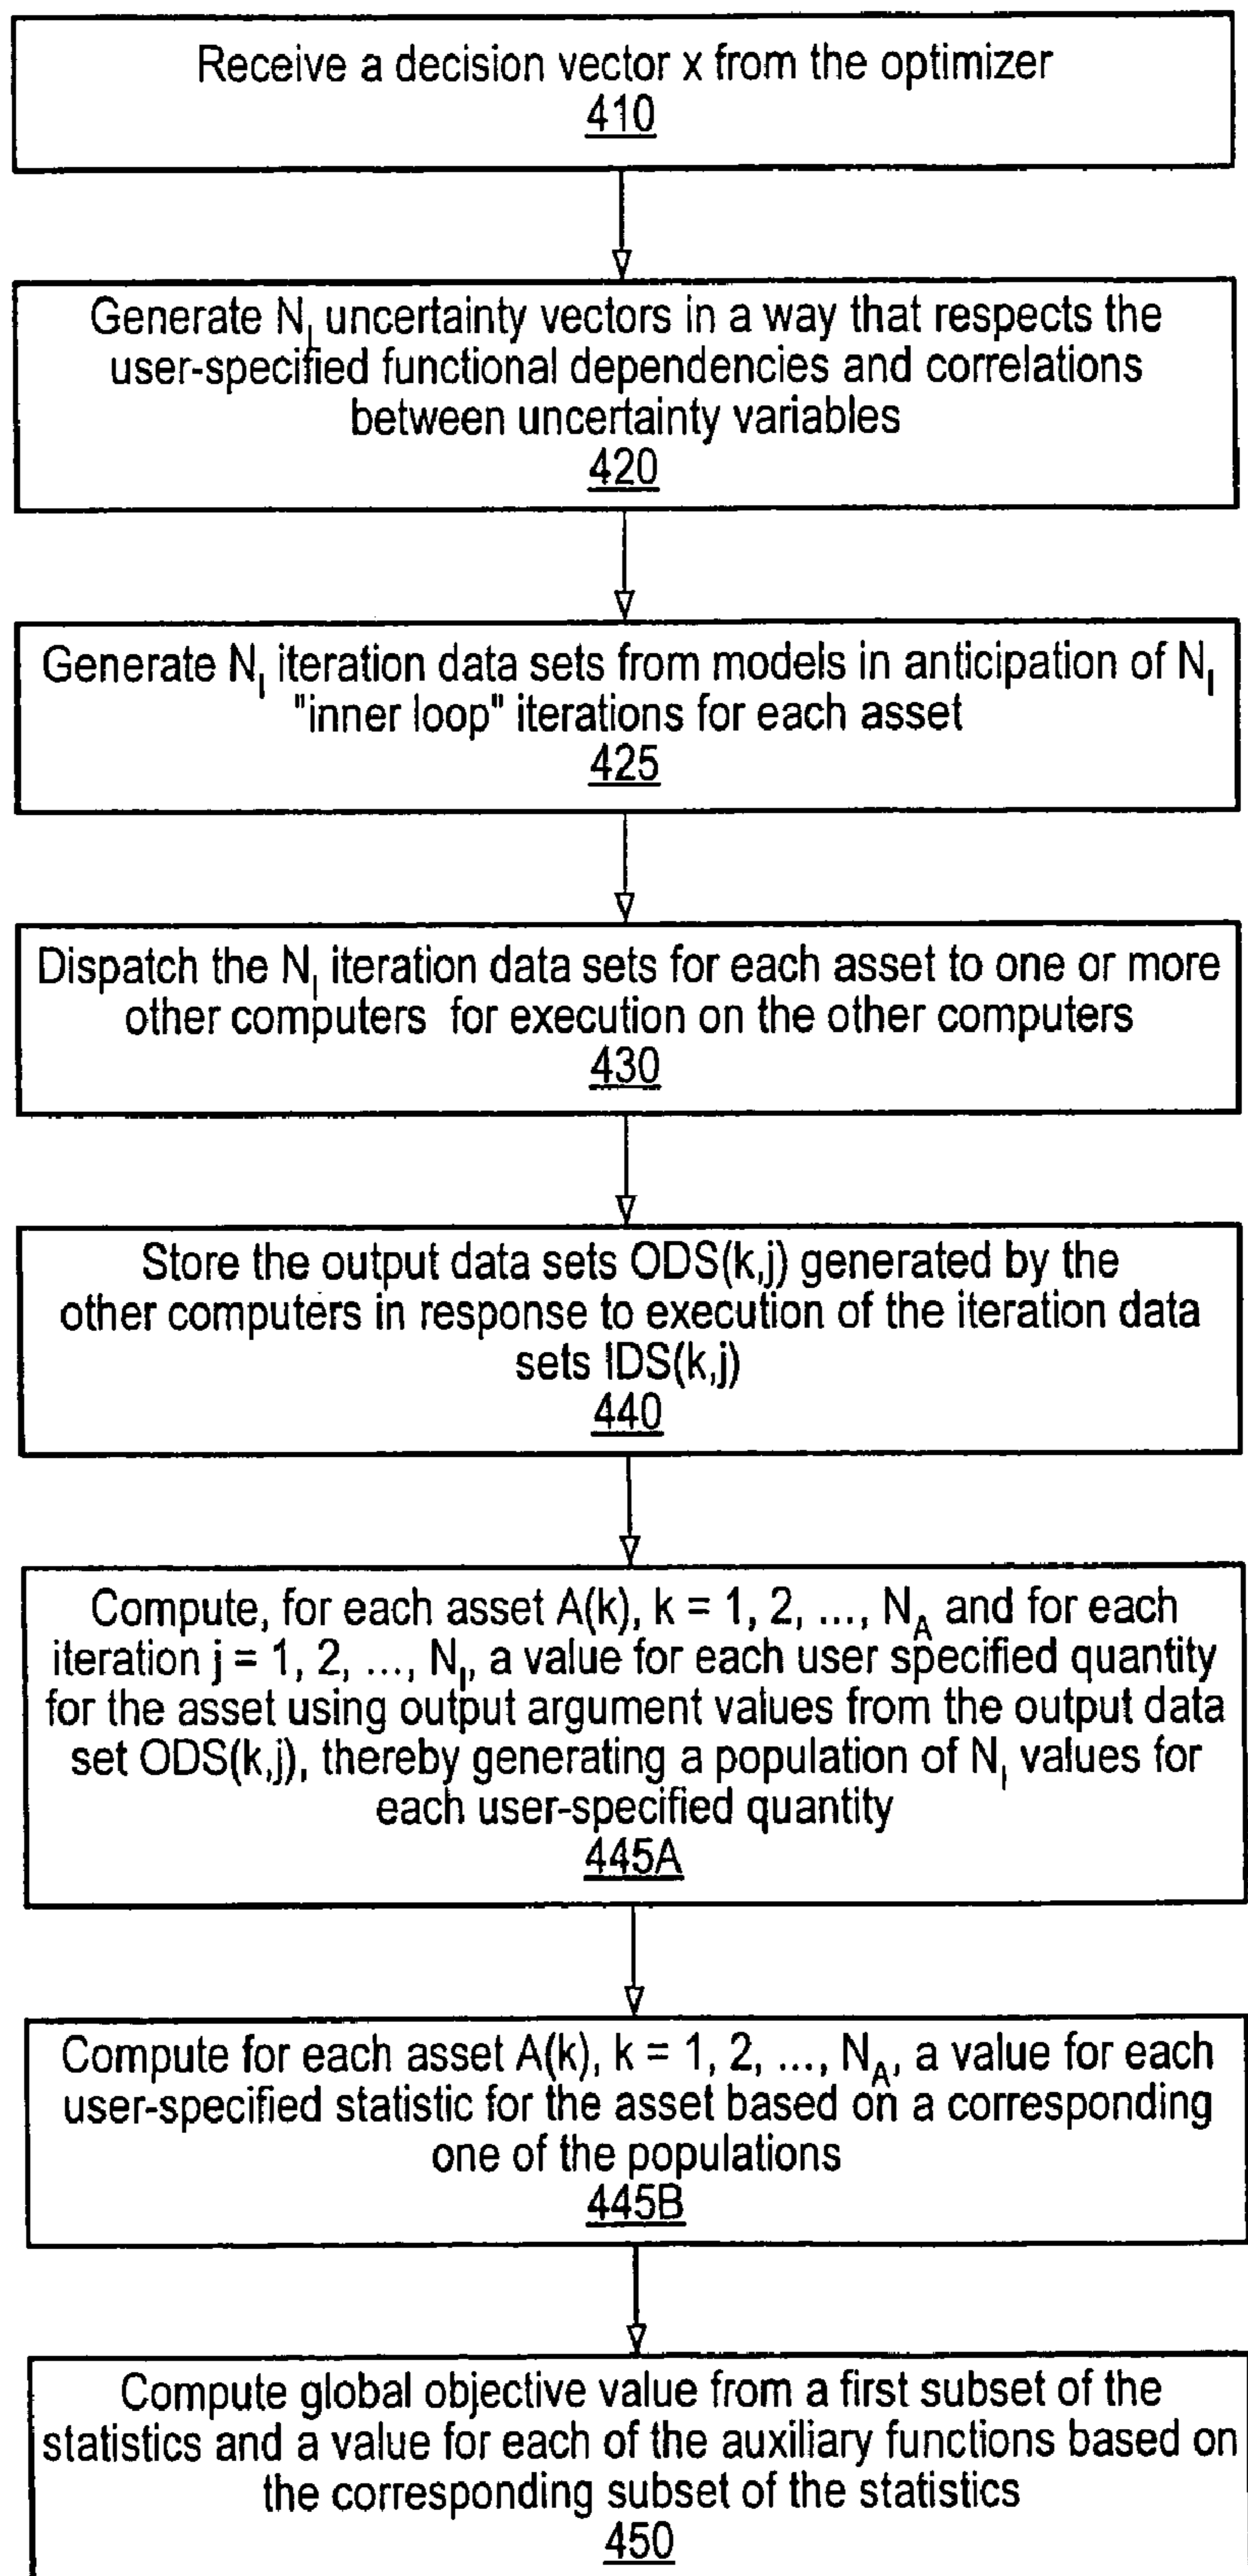 Receive a decision vector x from the optimizer
410
Generate N_I uncertainty vectors in a way that respects the
user-specified functional dependencies and correlations
between uncertainty variables
420
Generate N_I iteration data sets from models in anticipation of N_I
"inner loop" iterations for each asset
425
Dispatch the N_I iteration data sets for each asset to one or more
other computers for execution on the other computers
430
Store the output data sets ODS(k,j) generated by the
other computers in response to execution of the iteration data
sets IDS(k,j)
440
Compute, for each asset A(k), k = 1, 2, ..., N_A and for each
iteration j = 1, 2, ..., N_I, a value for each user specified quantity
for the asset using output argument values from the output data
set ODS(k,j), thereby generating a population of N_I values for
each user-specified quantity
445A
Compute for each asset A(k), k = 1, 2, ..., N_A, a value for each
user-specified statistic for the asset based on a corresponding
one of the populations
445B
Compute global objective value from a first subset of the
statistics and a value for each of the auxiliary functions based on
the corresponding subset of the statistics
450